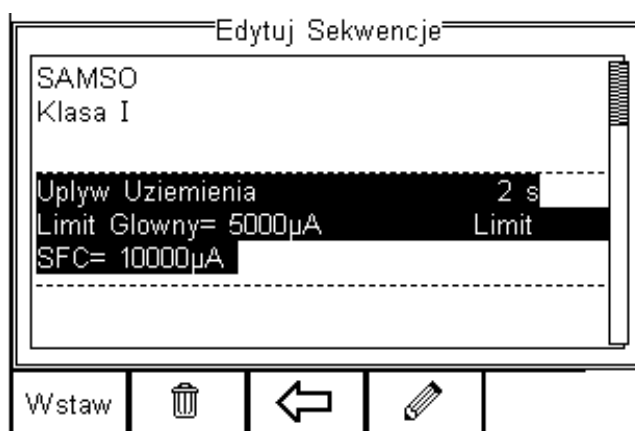 Edytuj Sekwencje
SAMSO
Klasa I
Uplyw Uziemienia 2 s
Limit Glowny= 5000µA Limit
SFC= 10000µA
Wstaw